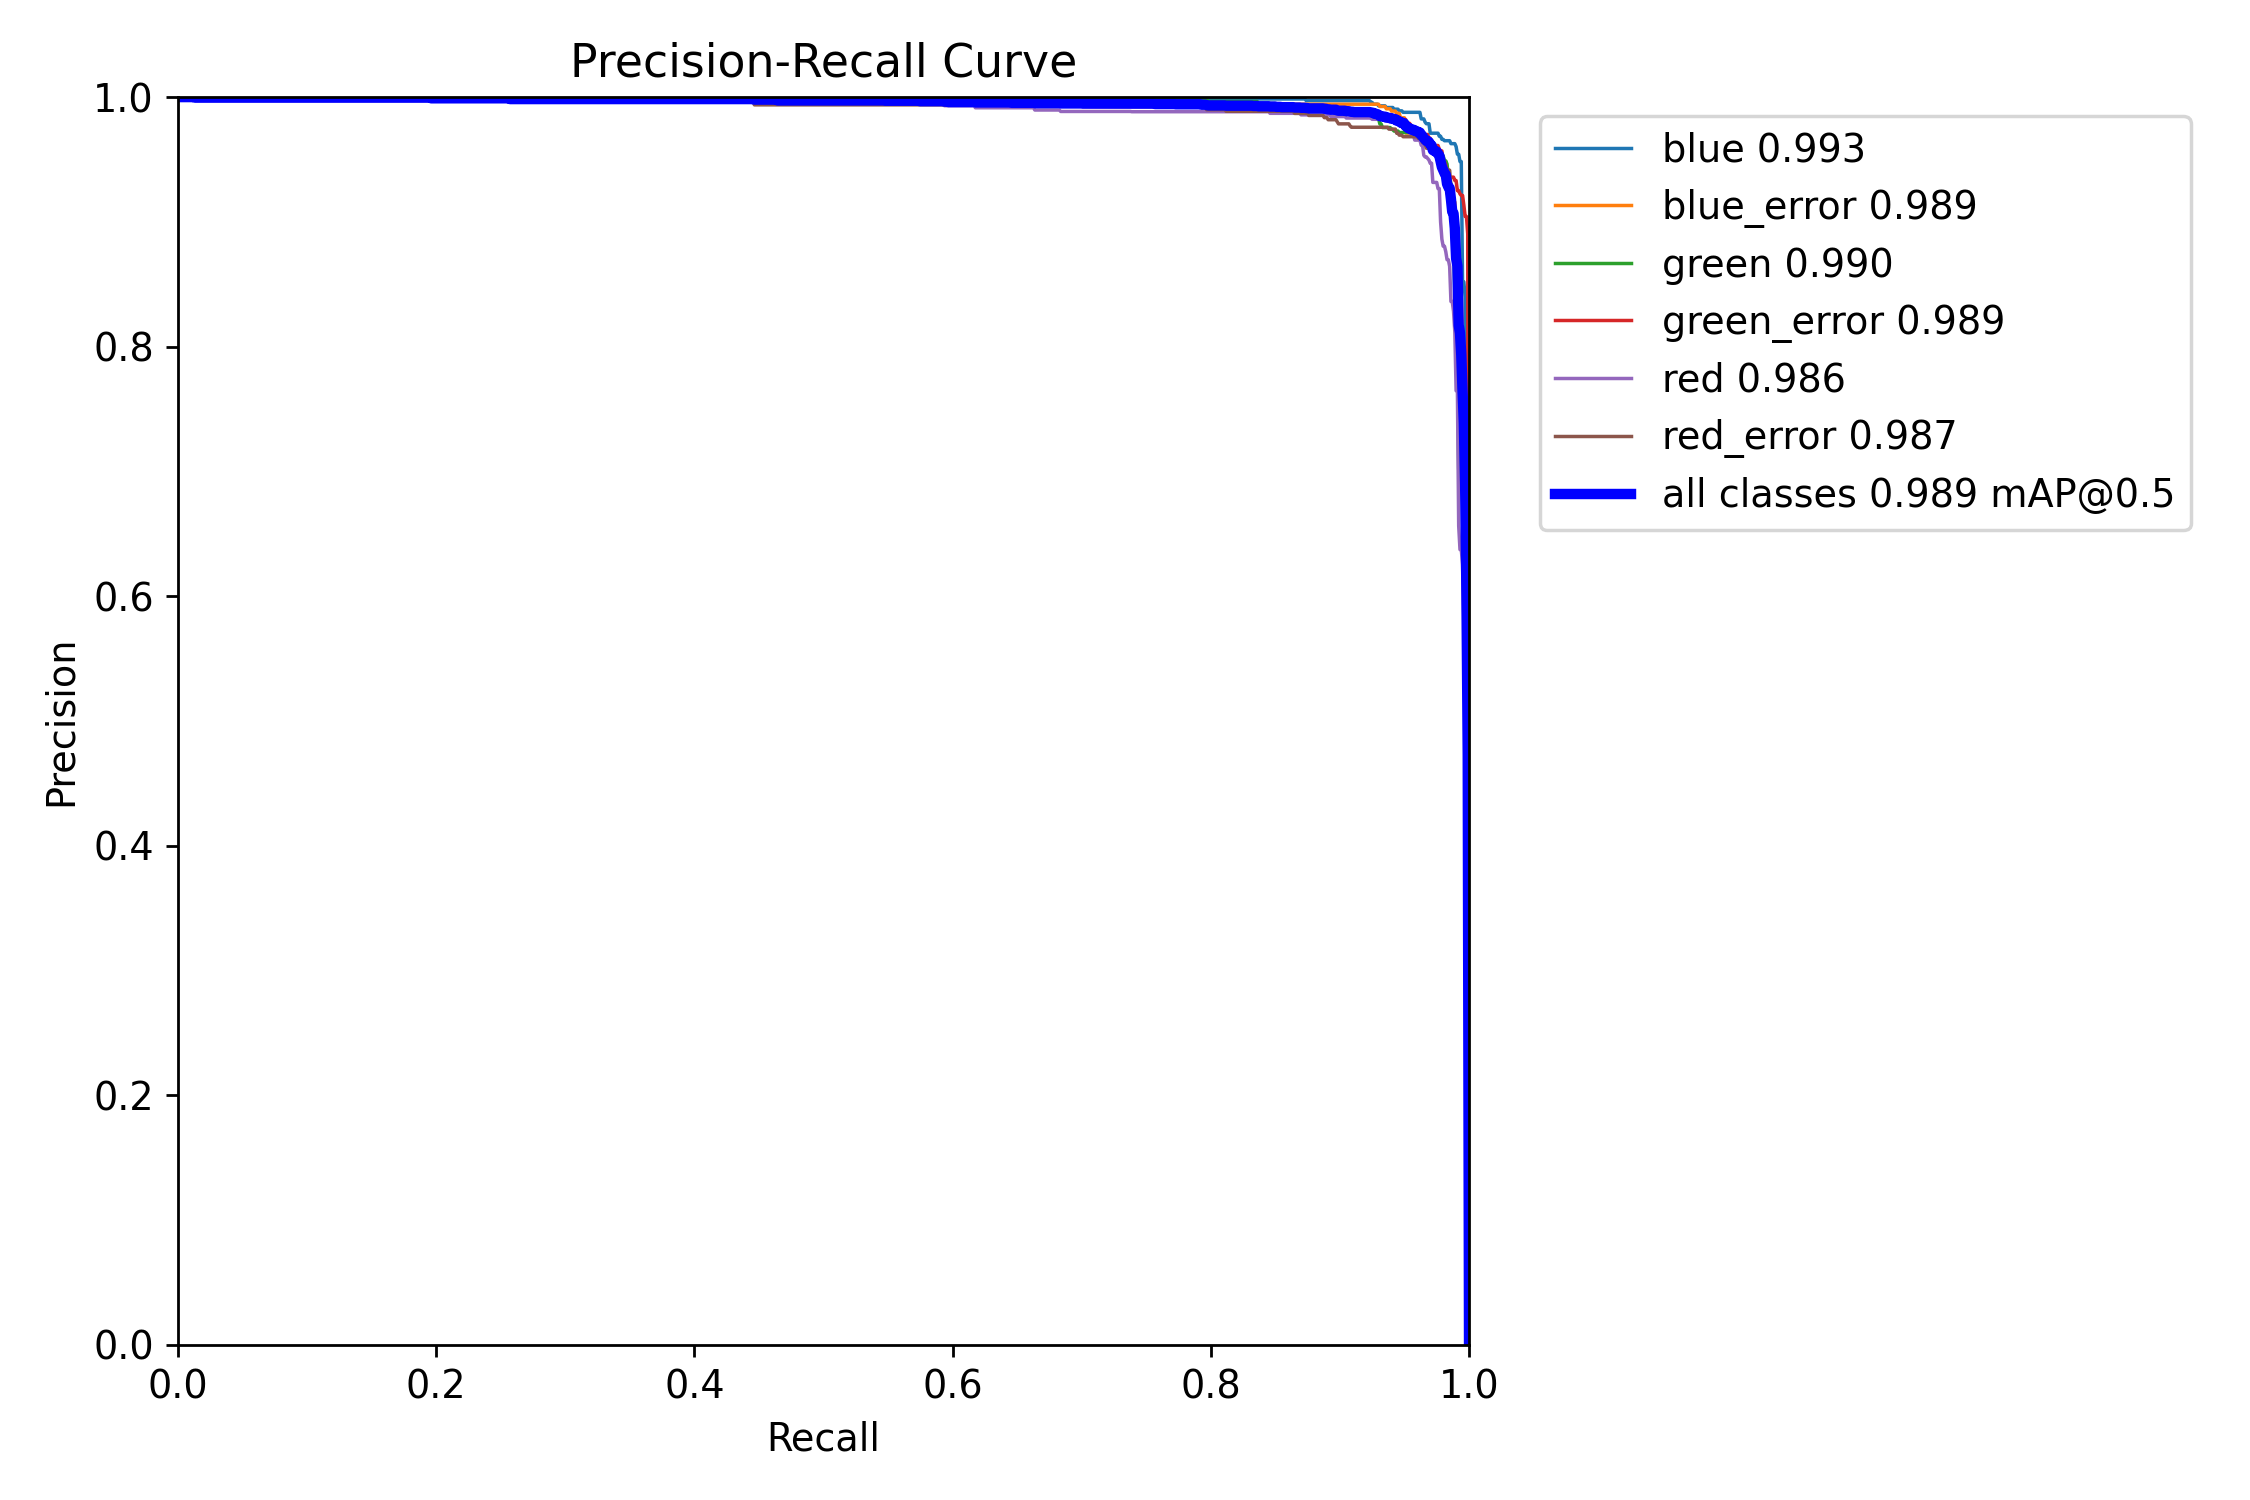 Precision-Recall Curve
1.0
0.8
0.6
0.4
0.2
0.0
Precision
0.0 0.2 0.4 0.6 0.8 1.0
Recall
blue 0.993
blue_error 0.989
green 0.990
green_error 0.989
red 0.986
red_error 0.987
all classes 0.989 mAP@0.5